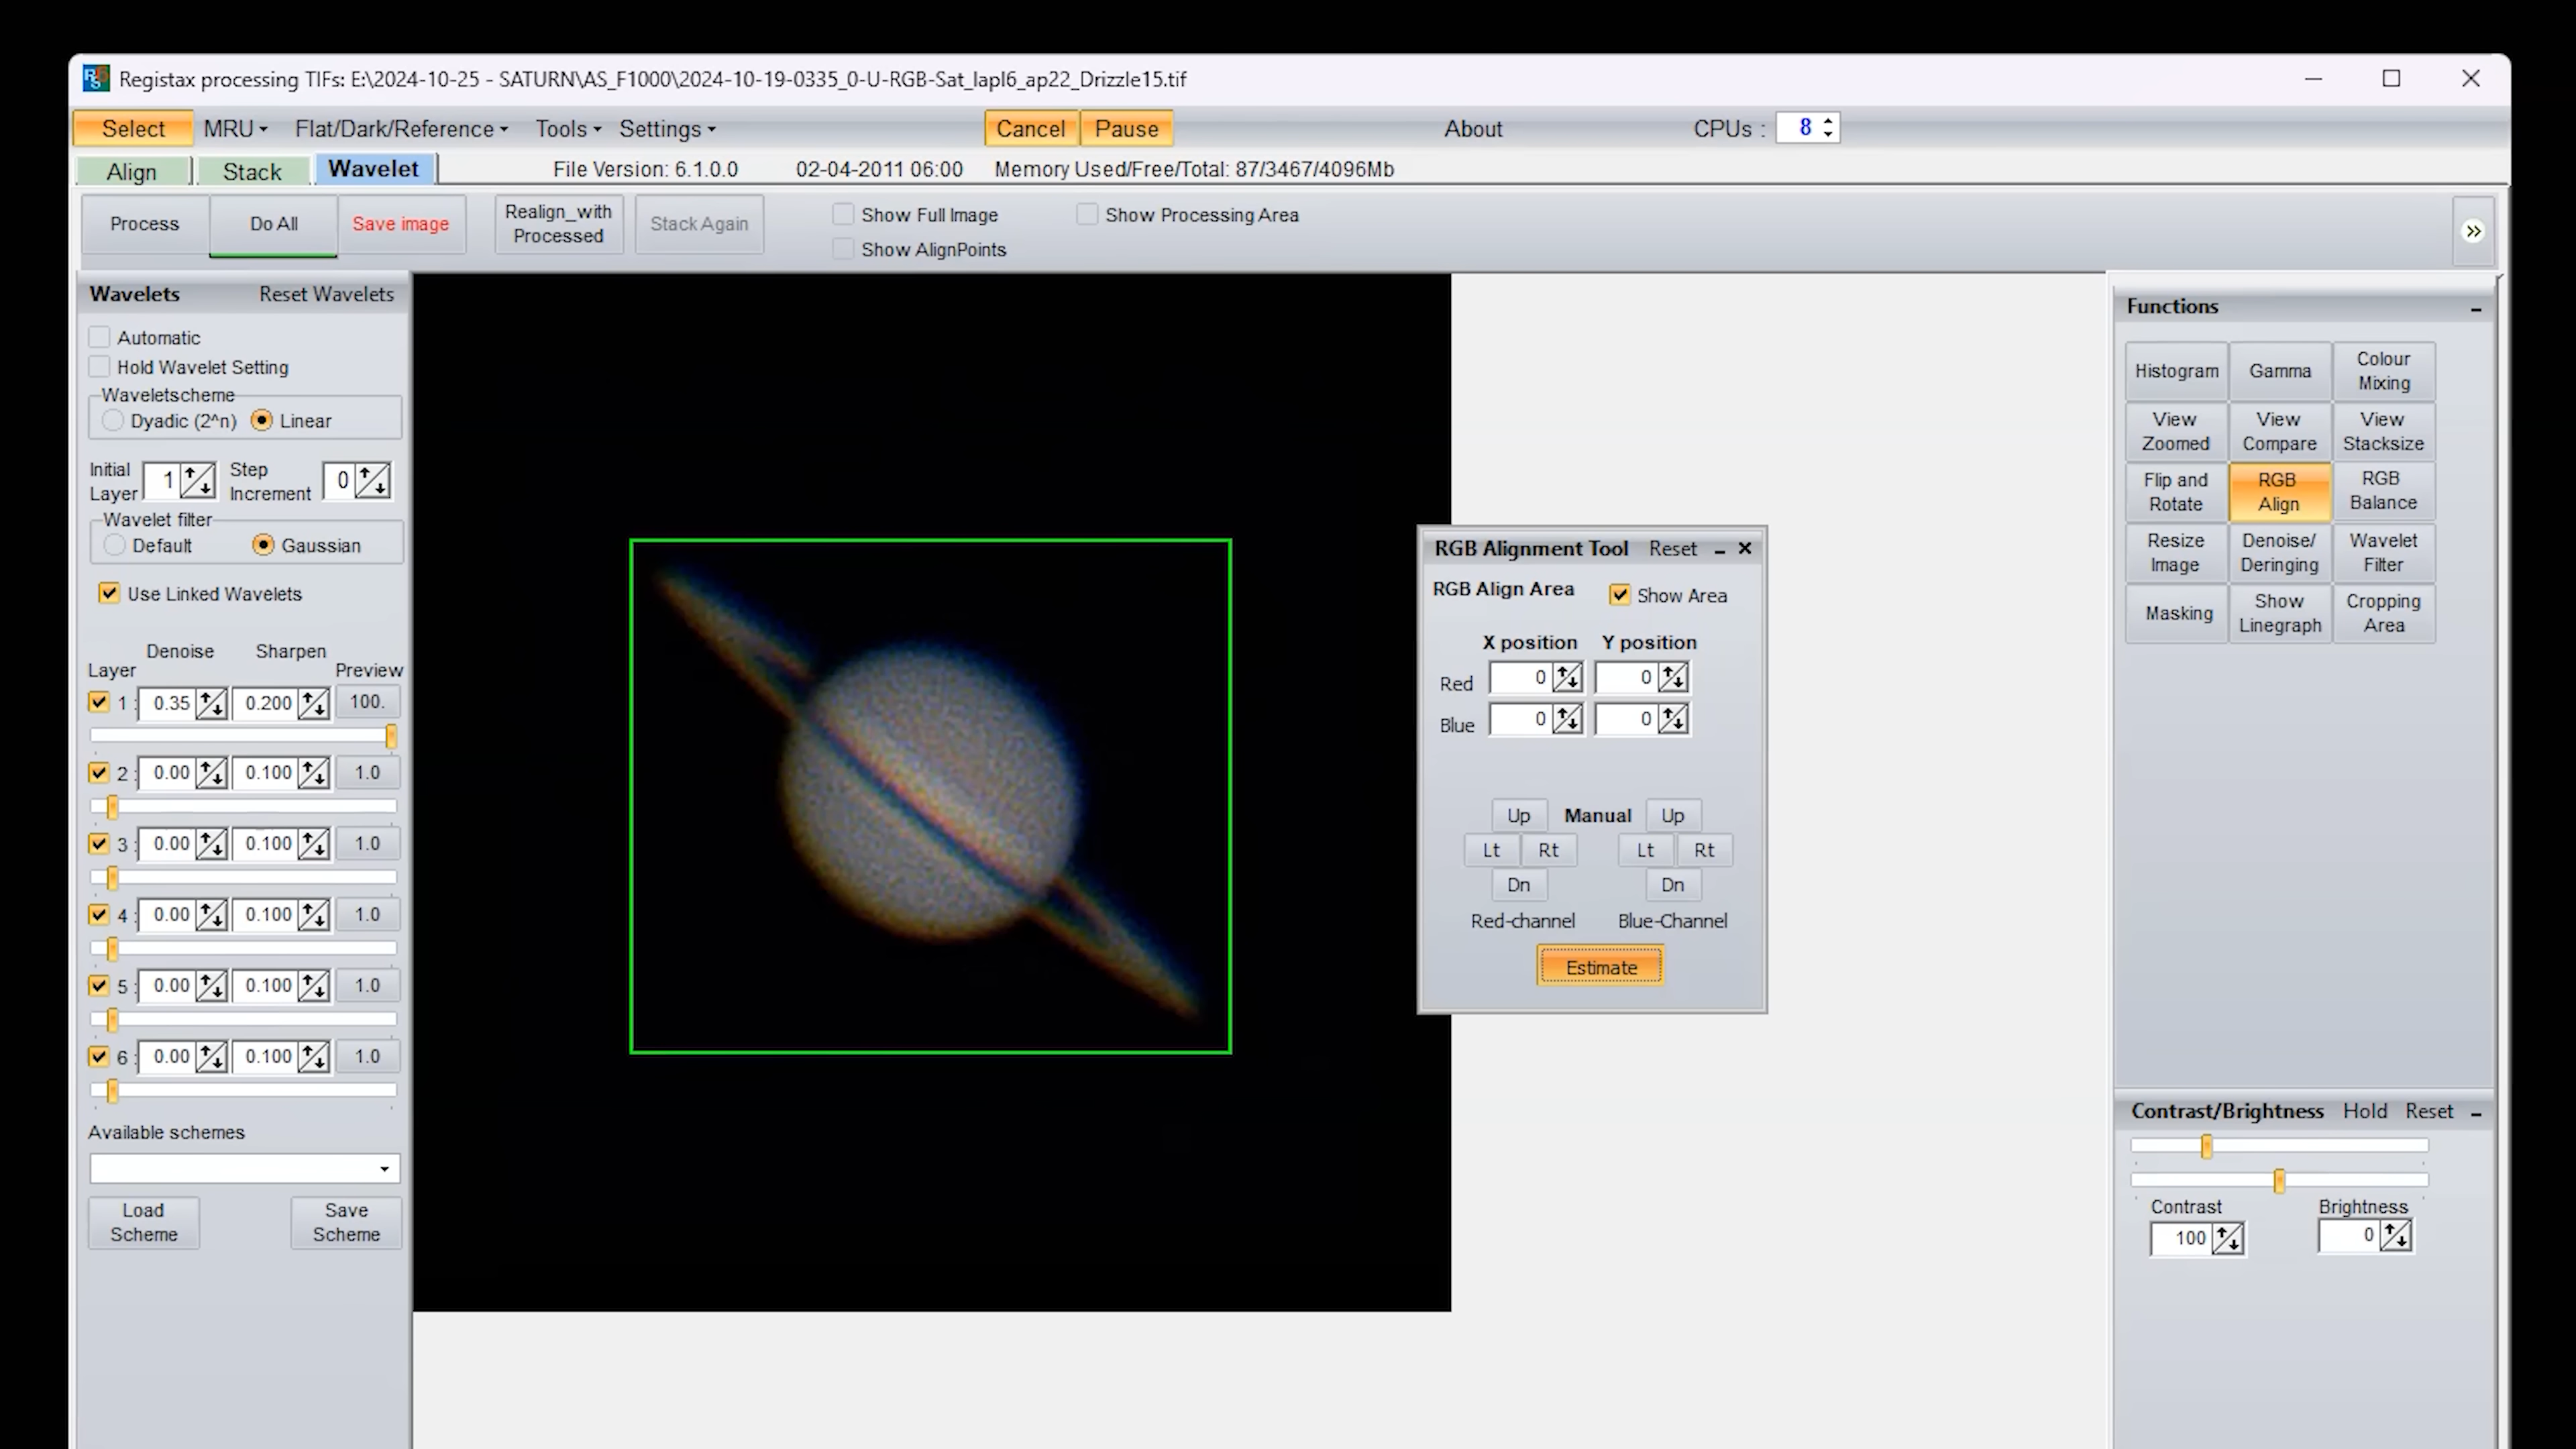 Registax processing TIFs: E:\2024-10-25 - SATURN\AS_F1000\2024-10-19-0335_0-U-RGB-Sat_lapl6_ap22_Drizzle15.tif
Select MRU Flat/Dark/Reference Tools Settings Cancel Pause About CPUs : 8
Align Stack Wavelet File Version: 6.1.0.0 02-04-2011 06:00 Memory Used/Free/Total: 87/3467/4096Mb
Process Do All Save image Realign_with Processed Stack Again
Show Full Image Show Processing Area
Show AlignPoints
Wavelets Reset Wavelets
Automatic
Hold Wavelet Setting
Waveletscheme
Dyadic (2^n) Linear
Initial Layer 1 Step Increment 0
Wavelet filter
Default Gaussian
Use Linked Wavelets
Denoise Sharpen
Layer Preview
1 : 0.35 0.200 100.
2 : 0.00 0.100 1.0
3 : 0.00 0.100 1.0
4 : 0.00 0.100 1.0
5 : 0.00 0.100 1.0
6 : 0.00 0.100 1.0
Available schemes
Load Scheme Save Scheme
RGB Alignment Tool Reset
RGB Align Area Show Area
X position Y position
Red 0 0
Blue 0 0
Up Manual Up
Lt Rt Lt Rt
Dn Dn
Red-channel Blue-Channel
Estimate
Functions
Histogram Gamma Colour Mixing
View Zoomed View Compare View Stacksize
Flip and Rotate RGB Align RGB Balance
Resize Image Denoise/ Deringing Wavelet Filter
Masking Show Linegraph Cropping Area
Contrast/Brightness Hold Reset
Contrast Brightness
100 0